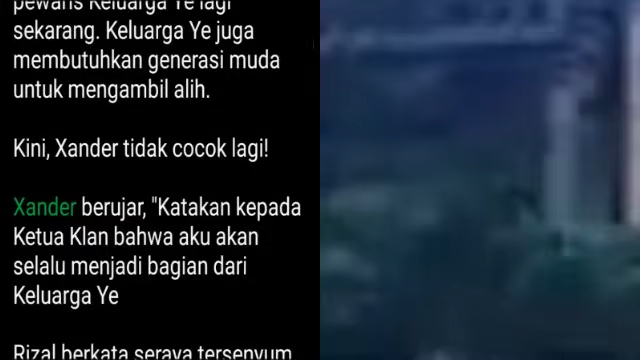 pewaris Keluarga Ye lagi
sekarang. Keluarga Ye juga
membutuhkan generasi muda
untuk mengambil alih.
Kini, Xander tidak cocok lagi!
Xander berujar, "Katakan kepada
Ketua Klan bahwa aku akan
selalu menjadi bagian dari
Keluarga Ye
Rizal berkata seraya tersenyum